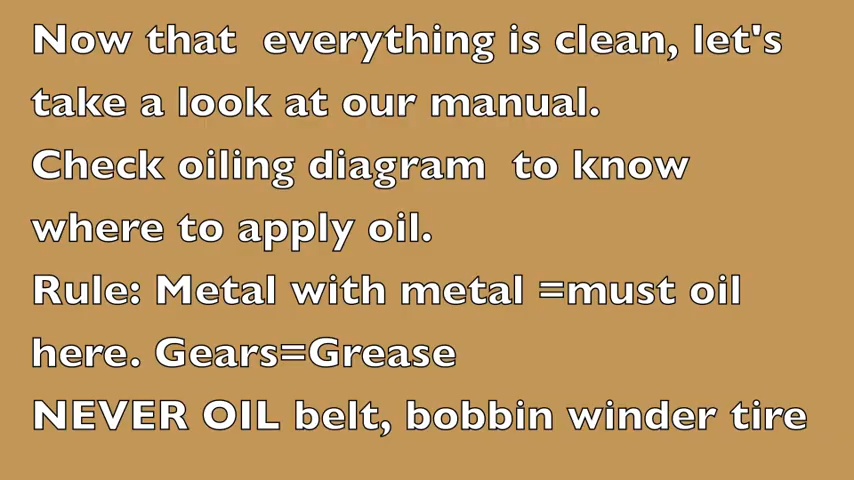 Now that  everything is clean, let's
take a look at our manual.
Check oiling diagram  to know
where to apply oil.
Rule: Metal with metal =must oil
here. Gears=Grease
NEVER OIL belt, bobbin winder tire